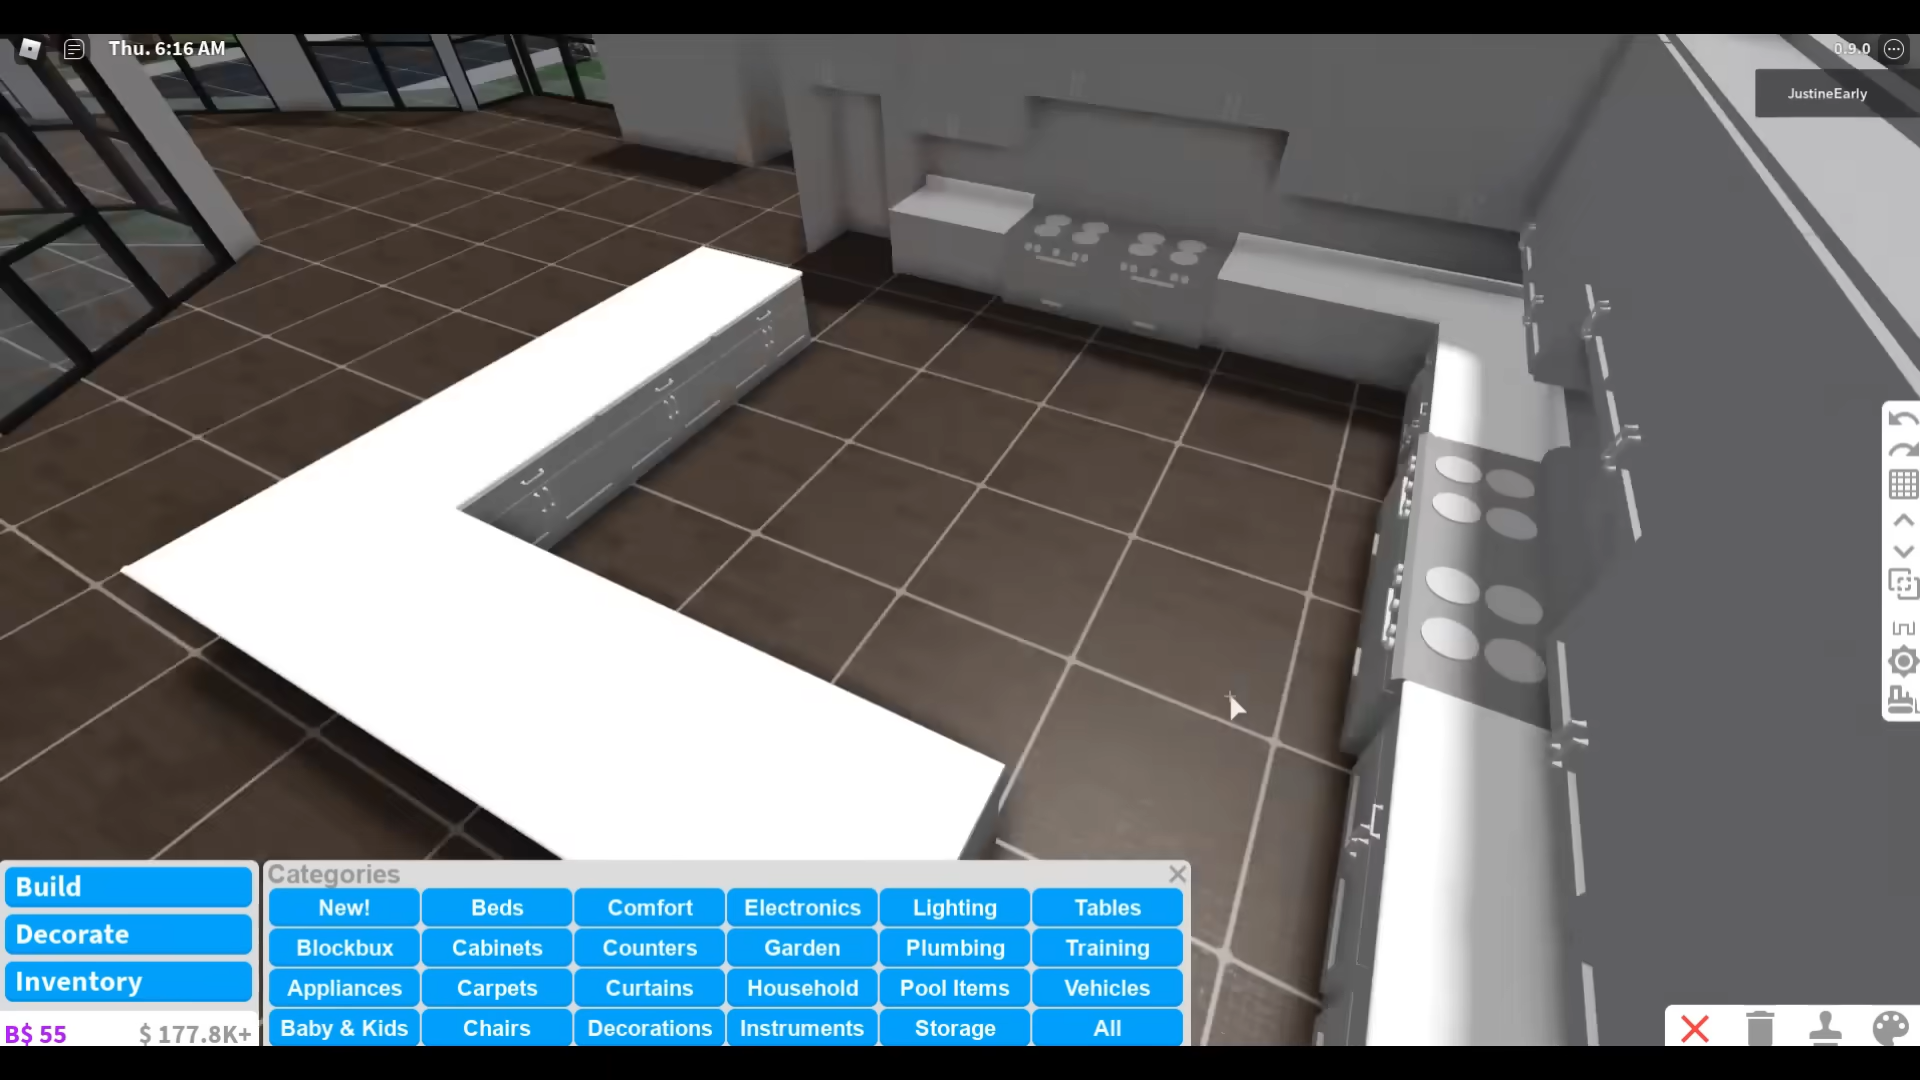 Thu. 6:16 AM
0.9.0
JustineEarly
Build
Decorate
Inventory
B$ 55
$ 177.8K+
Categories
New! Beds Comfort Electronics Lighting Tables
Blockbux Cabinets Counters Garden Plumbing Training
Appliances Carpets Curtains Household Pool Items Vehicles
Baby & Kids Chairs Decorations Instruments Storage All